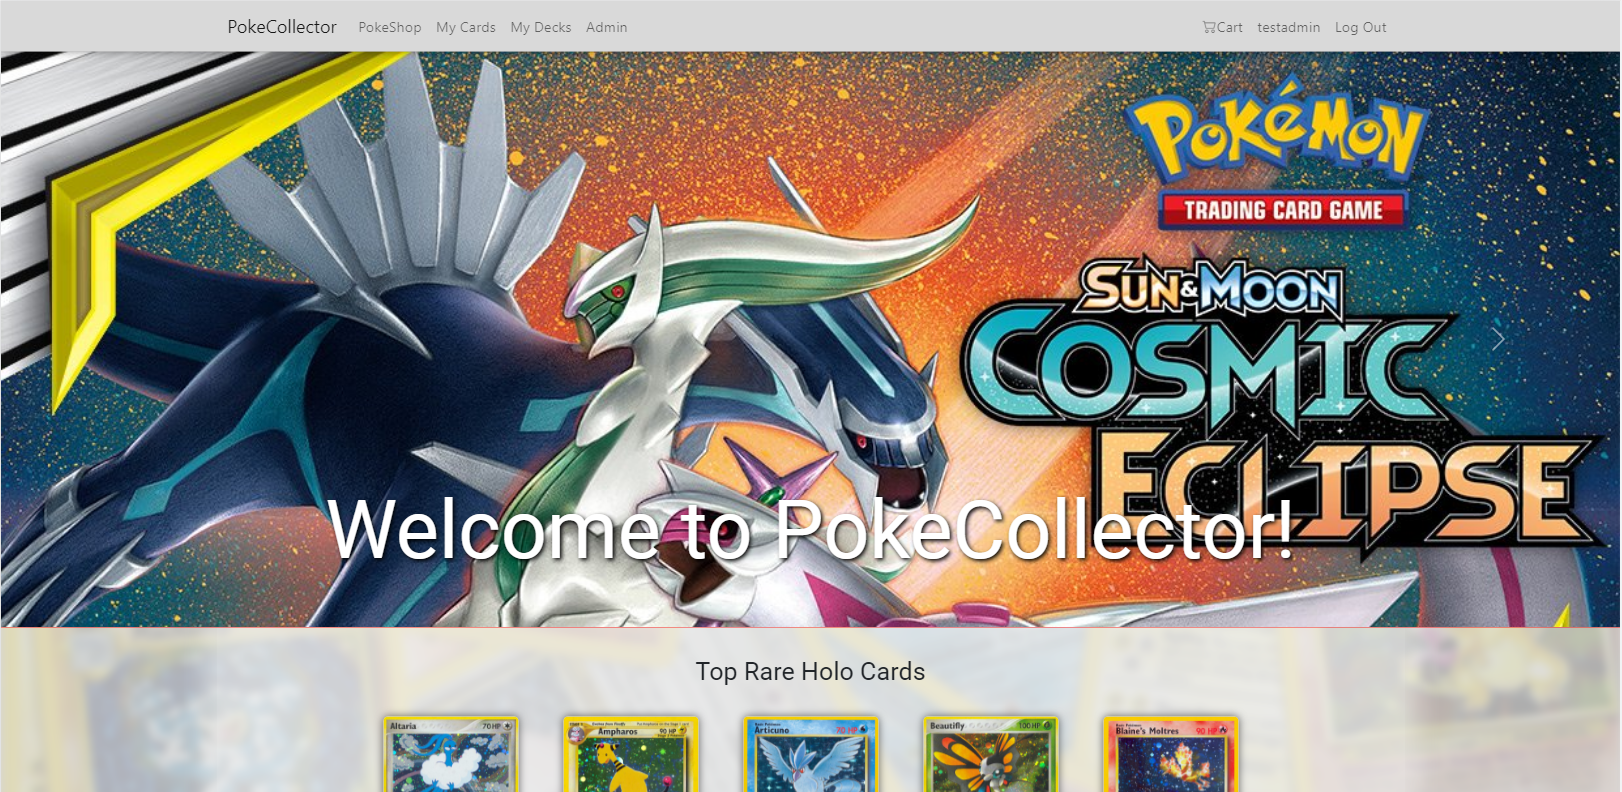 PokeCollector PokeShop My Cards My Decks Admin Cart testadmin Log Out
POKéMON
TRADING CARD GAME
SUN & MOON
COSMIC
ECLIPSE
Welcome to PokeCollector!
Top Rare Holo Cards
Altaria 70 HP
Ampharos 90 HP
Articuno 70 HP
Beautifly 100 HP
Blaine's Moltres 90 HP